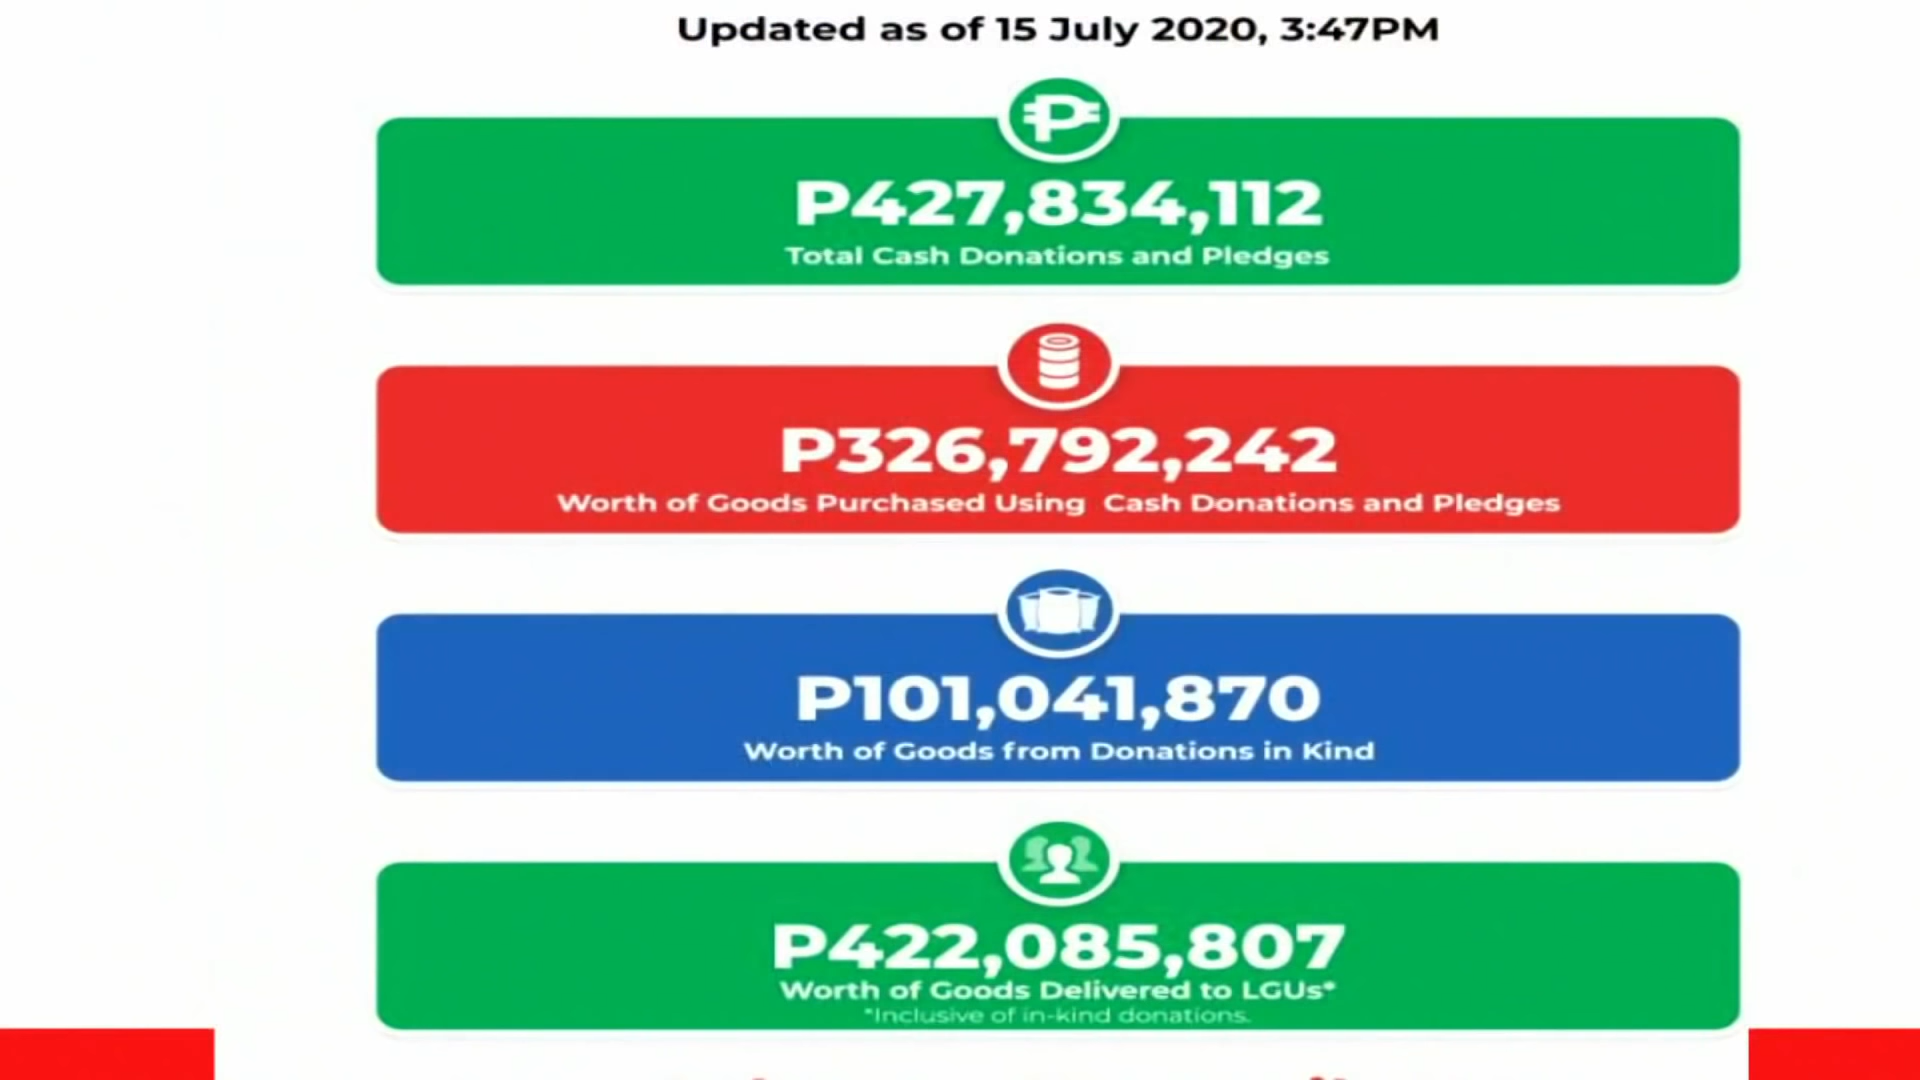 Updated as of 15 July 2020, 3:47PM
P427,834,112
Total Cash Donations and Pledges
P326,792,242
Worth of Goods Purchased Using Cash Donations and Pledges
P101,041,870
Worth of Goods from Donations in Kind
P422,085,807
Worth of Goods Delivered to LGUs*
*Inclusive of in-kind donations.